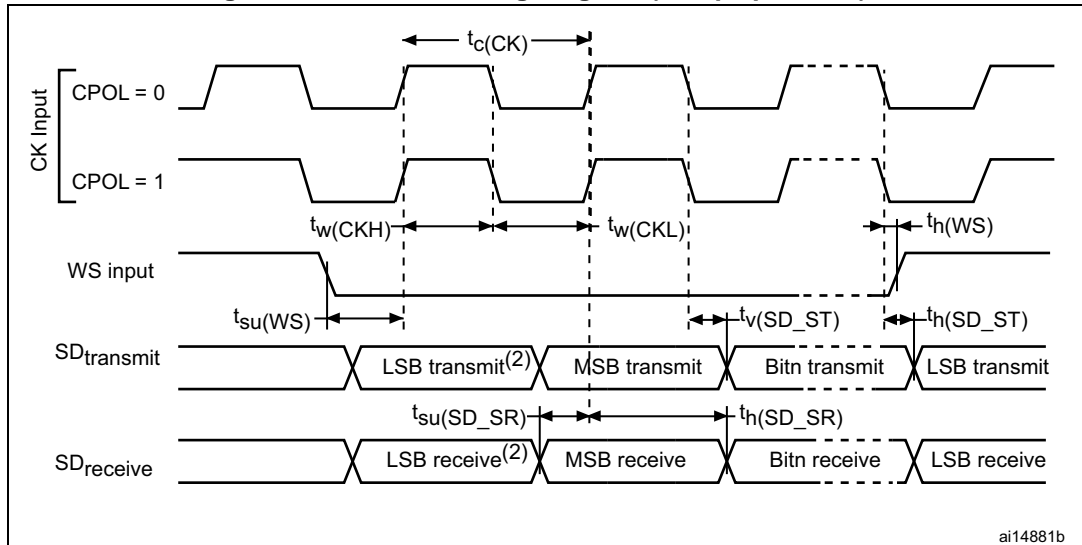 tc(CK)
CK Input
CPOL = 0
CPOL = 1
tw(CKH)
tw(CKL)
th(WS)
WS input
tsu(WS)
tv(SD_ST)
th(SD_ST)
SDtransmit
LSB transmit(2)
MSB transmit
Bitn transmit
LSB transmit
tsu(SD_SR)
th(SD_SR)
SDreceive
LSB receive(2)
MSB receive
Bitn receive
LSB receive
ai14881b